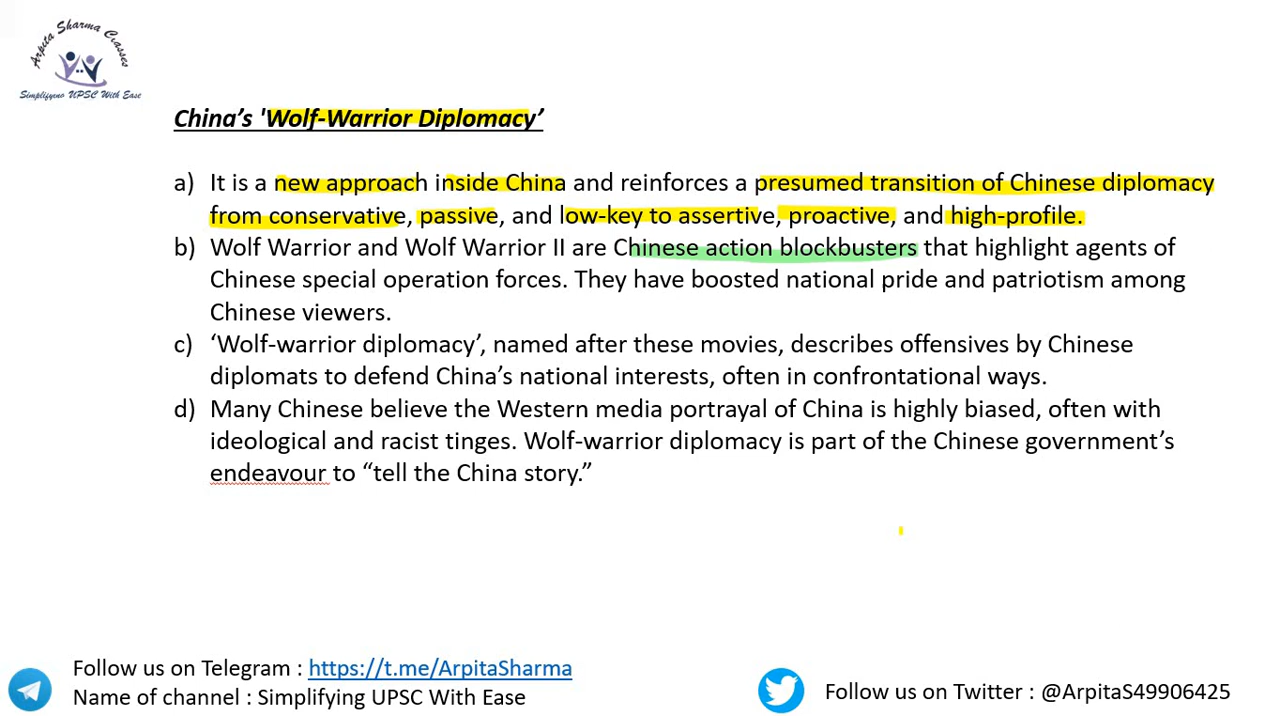 Arpita Sharma Classes
Simplifyeno UPSC With Ease
China’s 'Wolf-Warrior Diplomacy’
a) It is a new approach inside China and reinforces a presumed transition of Chinese diplomacy
from conservative, passive, and low-key to assertive, proactive, and high-profile.
b) Wolf Warrior and Wolf Warrior II are Chinese action blockbusters that highlight agents of
Chinese special operation forces. They have boosted national pride and patriotism among
Chinese viewers.
c) ‘Wolf-warrior diplomacy’, named after these movies, describes offensives by Chinese
diplomats to defend China’s national interests, often in confrontational ways.
d) Many Chinese believe the Western media portrayal of China is highly biased, often with
ideological and racist tinges. Wolf-warrior diplomacy is part of the Chinese government’s
endeavour to “tell the China story.”
Follow us on Telegram : https://t.me/ArpitaSharma
Name of channel : Simplifying UPSC With Ease
Follow us on Twitter : @ArpitaS49906425